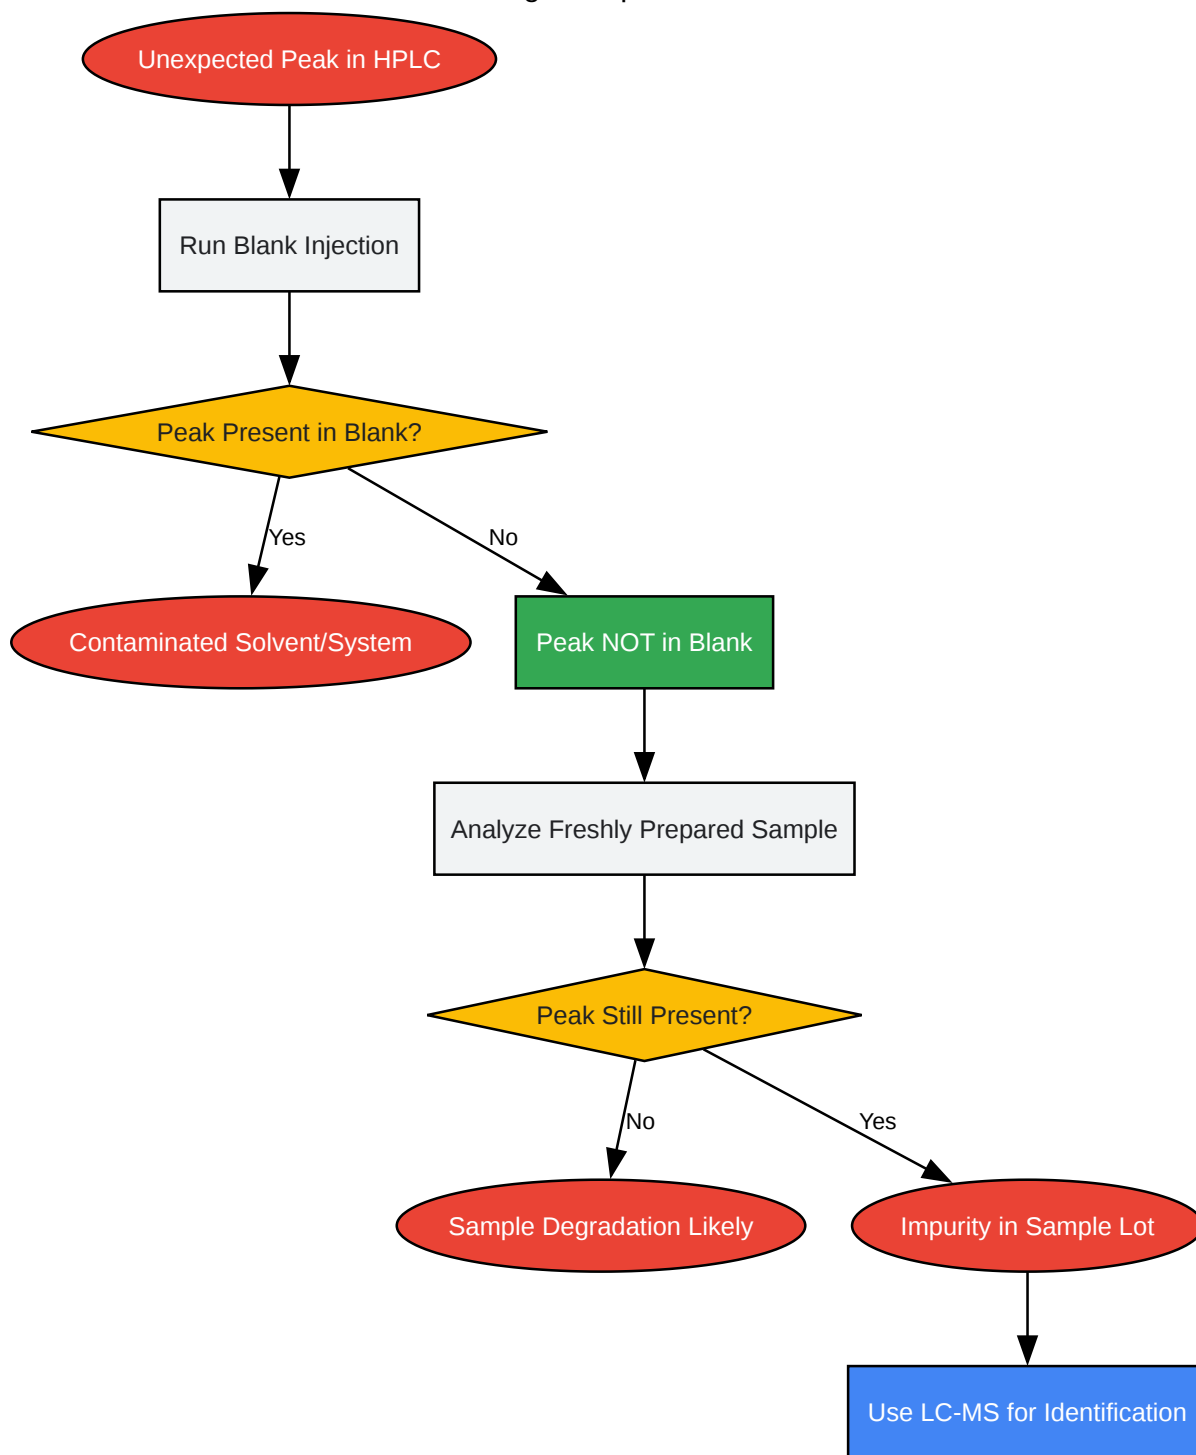 Unexpected Peak in HPLC
Run Blank Injection
Peak Present in Blank?
Yes
No
Contaminated Solvent/System
Peak NOT in Blank
Analyze Freshly Prepared Sample
Peak Still Present?
No
Yes
Sample Degradation Likely
Impurity in Sample Lot
Use LC-MS for Identification